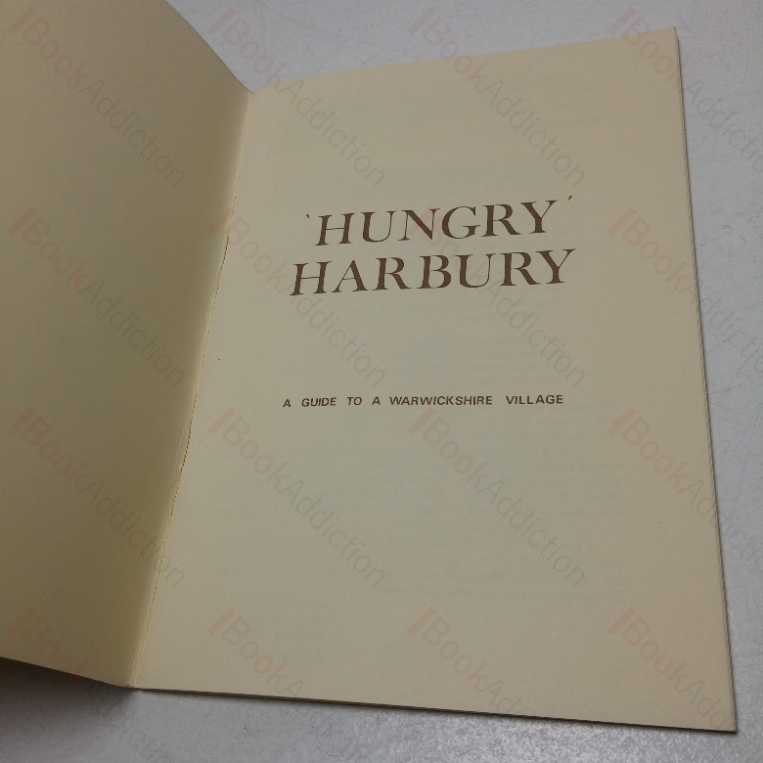 'HUNGRY'
HARBURY
A GUIDE TO A WARWICKSHIRE VILLAGE
BookAddiction